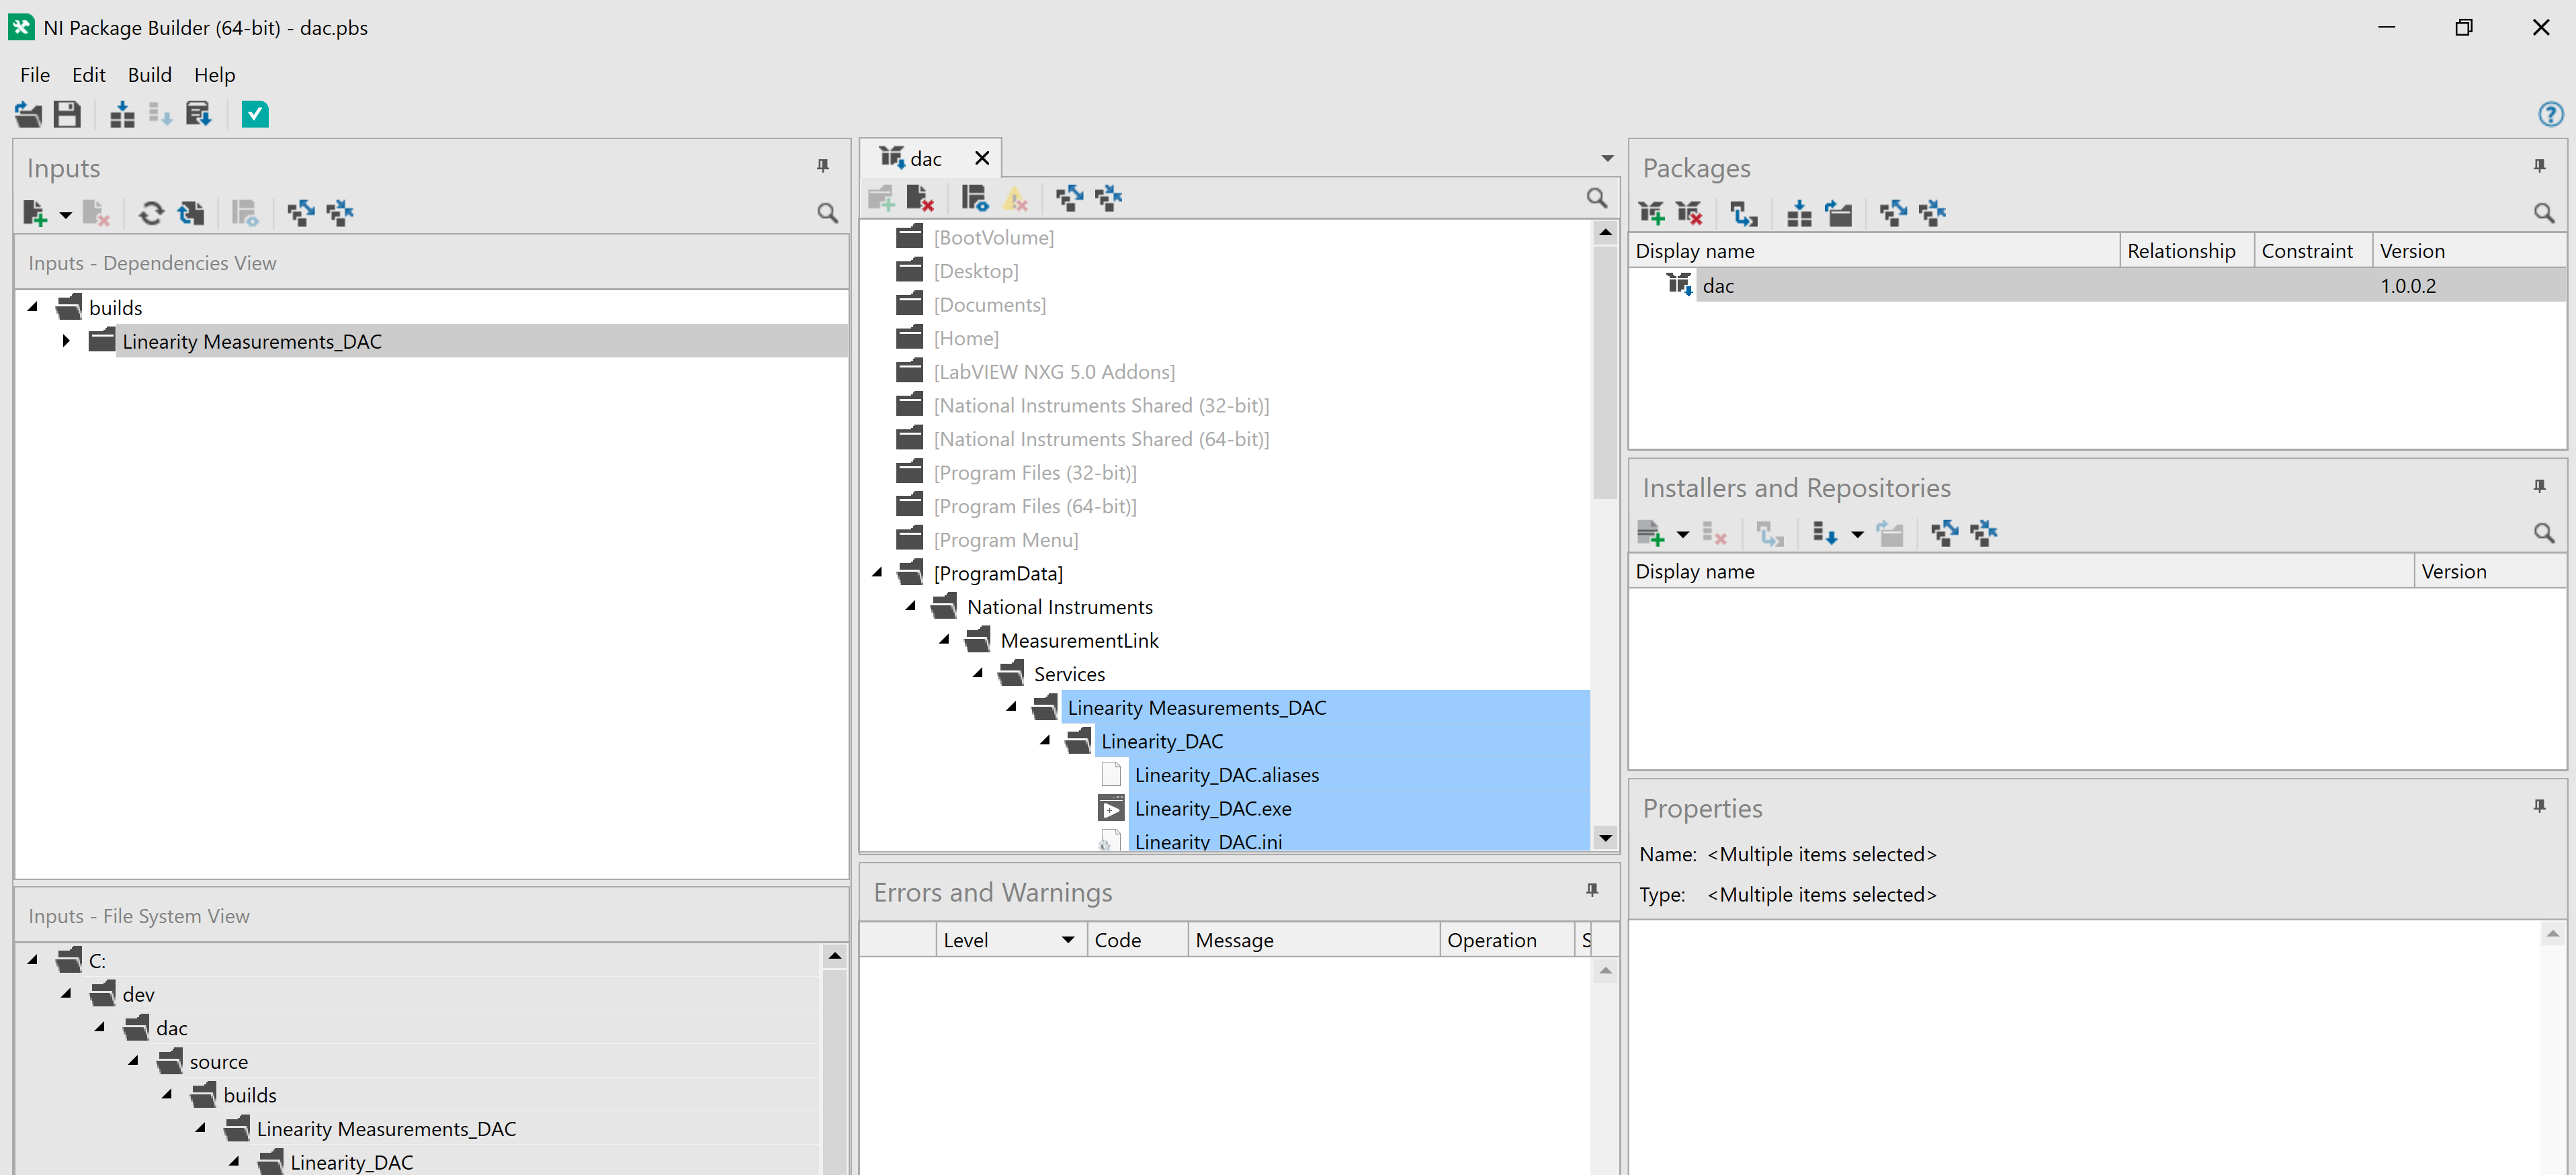 NI Package Builder (64-bit) - dac.pbs
File Edit Build Help
Inputs
Inputs - Dependencies View
builds
Linearity Measurements_DAC
Inputs - File System View
C:
dev
dac
source
builds
Linearity Measurements_DAC
Linearity_DAC
dac
[BootVolume]
[Desktop]
[Documents]
[Home]
[LabVIEW NXG 5.0 Addons]
[National Instruments Shared (32-bit)]
[National Instruments Shared (64-bit)]
[Program Files (32-bit)]
[Program Files (64-bit)]
[Program Menu]
[ProgramData]
National Instruments
MeasurementLink
Services
Linearity Measurements_DAC
Linearity_DAC
Linearity_DAC.aliases
Linearity_DAC.exe
Linearity_DAC.ini
Errors and Warnings
Level Code Message Operation S
Packages
Display name Relationship Constraint Version
dac 1.0.0.2
Installers and Repositories
Display name Version
Properties
Name: <Multiple items selected>
Type: <Multiple items selected>